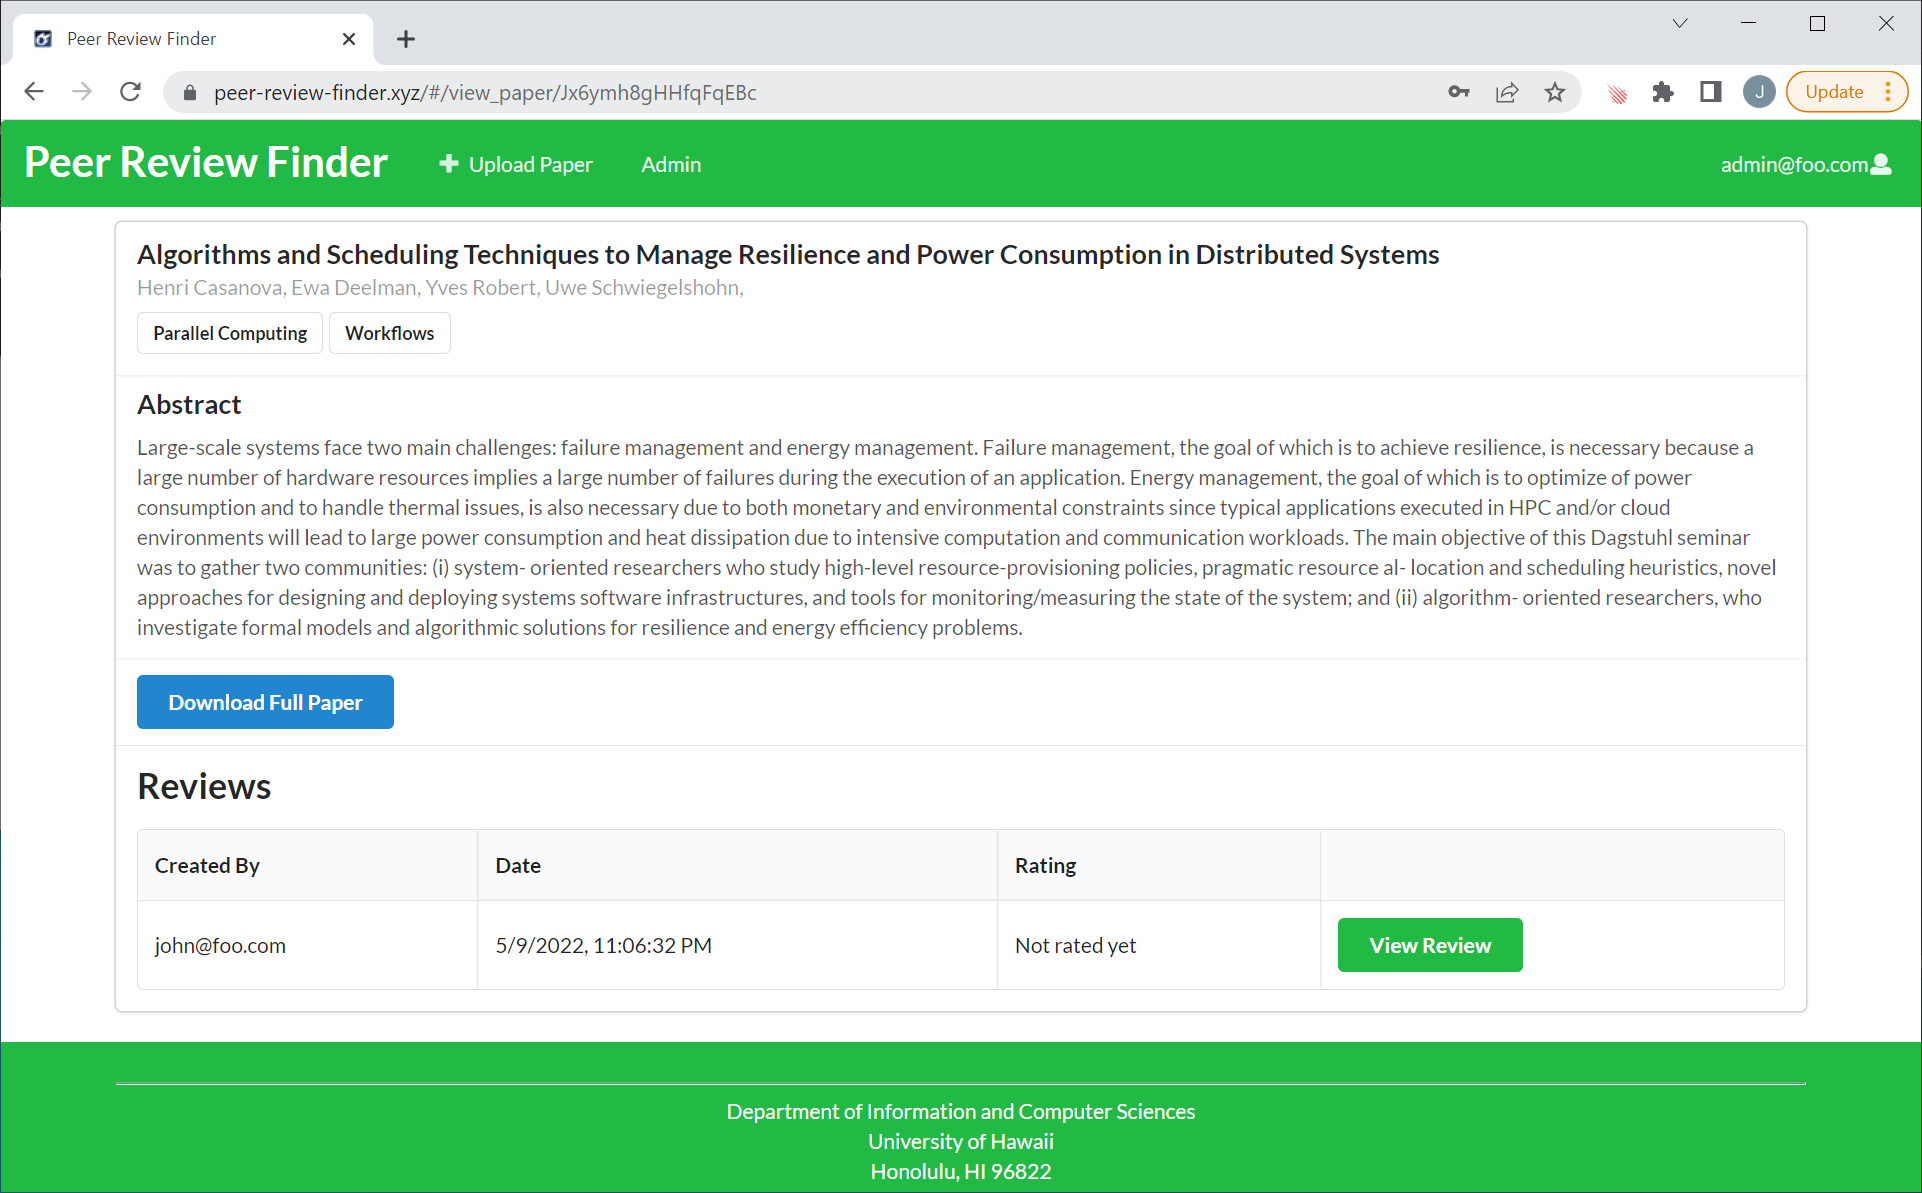 Peer Review Finder
peer-review-finder.xyz/#/view_paper/Jx6ymh8gHHfqFqEBc
J
Update
Peer Review Finder
Upload Paper
Admin
admin@foo.com
Algorithms and Scheduling Techniques to Manage Resilience and Power Consumption in Distributed Systems
Henri Casanova, Ewa Deelman, Yves Robert, Uwe Schwiegelshohn,
Parallel Computing
Workflows
Abstract
Large-scale systems face two main challenges: failure management and energy management. Failure management, the goal of which is to achieve resilience, is necessary because a
large number of hardware resources implies a large number of failures during the execution of an application. Energy management, the goal of which is to optimize of power
consumption and to handle thermal issues, is also necessary due to both monetary and environmental constraints since typical applications executed in HPC and/or cloud
environments will lead to large power consumption and heat dissipation due to intensive computation and communication workloads. The main objective of this Dagstuhl seminar
was to gather two communities: (i) system- oriented researchers who study high-level resource-provisioning policies, pragmatic resource al- location and scheduling heuristics, novel
approaches for designing and deploying systems software infrastructures, and tools for monitoring/measuring the state of the system; and (ii) algorithm- oriented researchers, who
investigate formal models and algorithmic solutions for resilience and energy efficiency problems.
Download Full Paper
Reviews
Created By
Date
Rating
john@foo.com
5/9/2022, 11:06:32 PM
Not rated yet
View Review
Department of Information and Computer Sciences
University of Hawaii
Honolulu, HI 96822